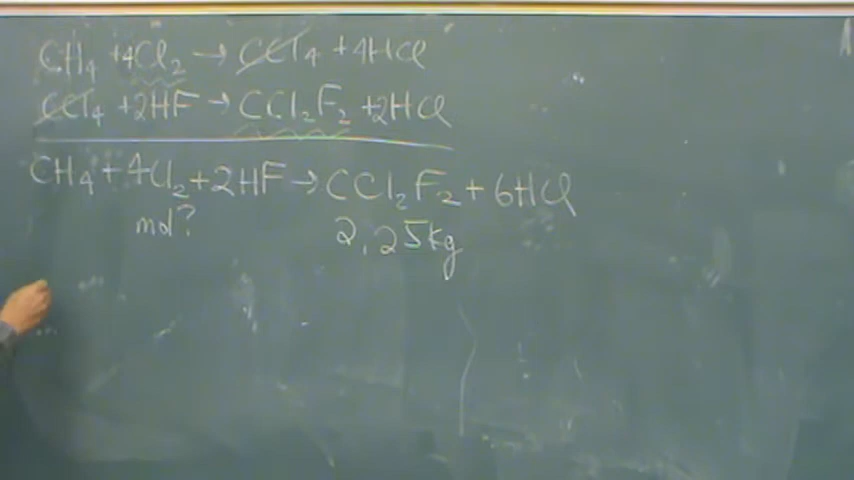 CH₄ + 4Cl₂ → CCl₄ + 4HCl
CCl₄ + 2HF → CCl₂F₂ + 2HCl
CH₄ + 4Cl₂ + 2HF → CCl₂F₂ + 6HCl
mol? 2.25kg
A